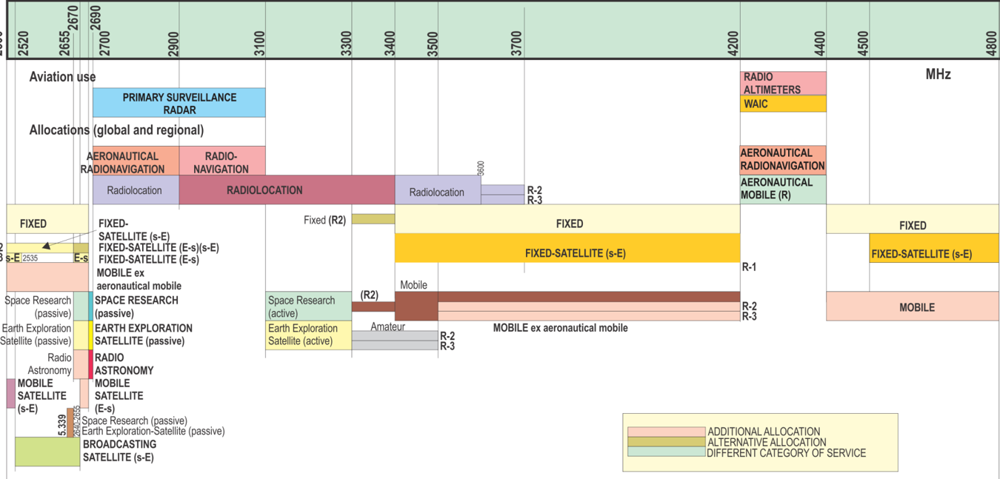 2520
2655
2670
2690
2700
2900
3100
3300
3400
3500
3700
4200
4400
4500
4800
Aviation use
MHz
RADIO
ALTIMETERS
WAIC
PRIMARY SURVEILLANCE
RADAR
Allocations (global and regional)
AERONAUTICAL
RADIONAVIGATION
RADIO-
NAVIGATION
3600
AERONAUTICAL
RADIONAVIGATION
Radiolocation
RADIOLOCATION
Radiolocation
R-2
R-3
AERONAUTICAL
MOBILE (R)
FIXED
FIXED-
SATELLITE (s-E)
Fixed (R2)
FIXED
FIXED
2
FIXED-SATELLITE (E-s)(s-E)
3 s-E 2535 E-s FIXED-SATELLITE (E-s)
FIXED-SATELLITE (s-E)
FIXED-SATELLITE (s-E)
R-1
MOBILE ex
aeronautical mobile
Mobile
(R2)
Space Research
(passive)
SPACE RESEARCH
(passive)
Space Research
(active)
R-2
R-3
MOBILE
Earth Exploration
Satellite (passive)
EARTH EXPLORATION
SATELLITE (passive)
Earth Exploration
Satellite (active)
Amateur
R-2
R-3
MOBILE ex aeronautical mobile
Radio
Astronomy
RADIO
ASTRONOMY
MOBILE
SATELLITE
(s-E)
MOBILE
SATELLITE
(E-s)
5.339
2640-2655
Space Research (passive)
Earth Exploration-Satellite (passive)
BROADCASTING
SATELLITE (s-E)
ADDITIONAL ALLOCATION
ALTERNATIVE ALLOCATION
DIFFERENT CATEGORY OF SERVICE